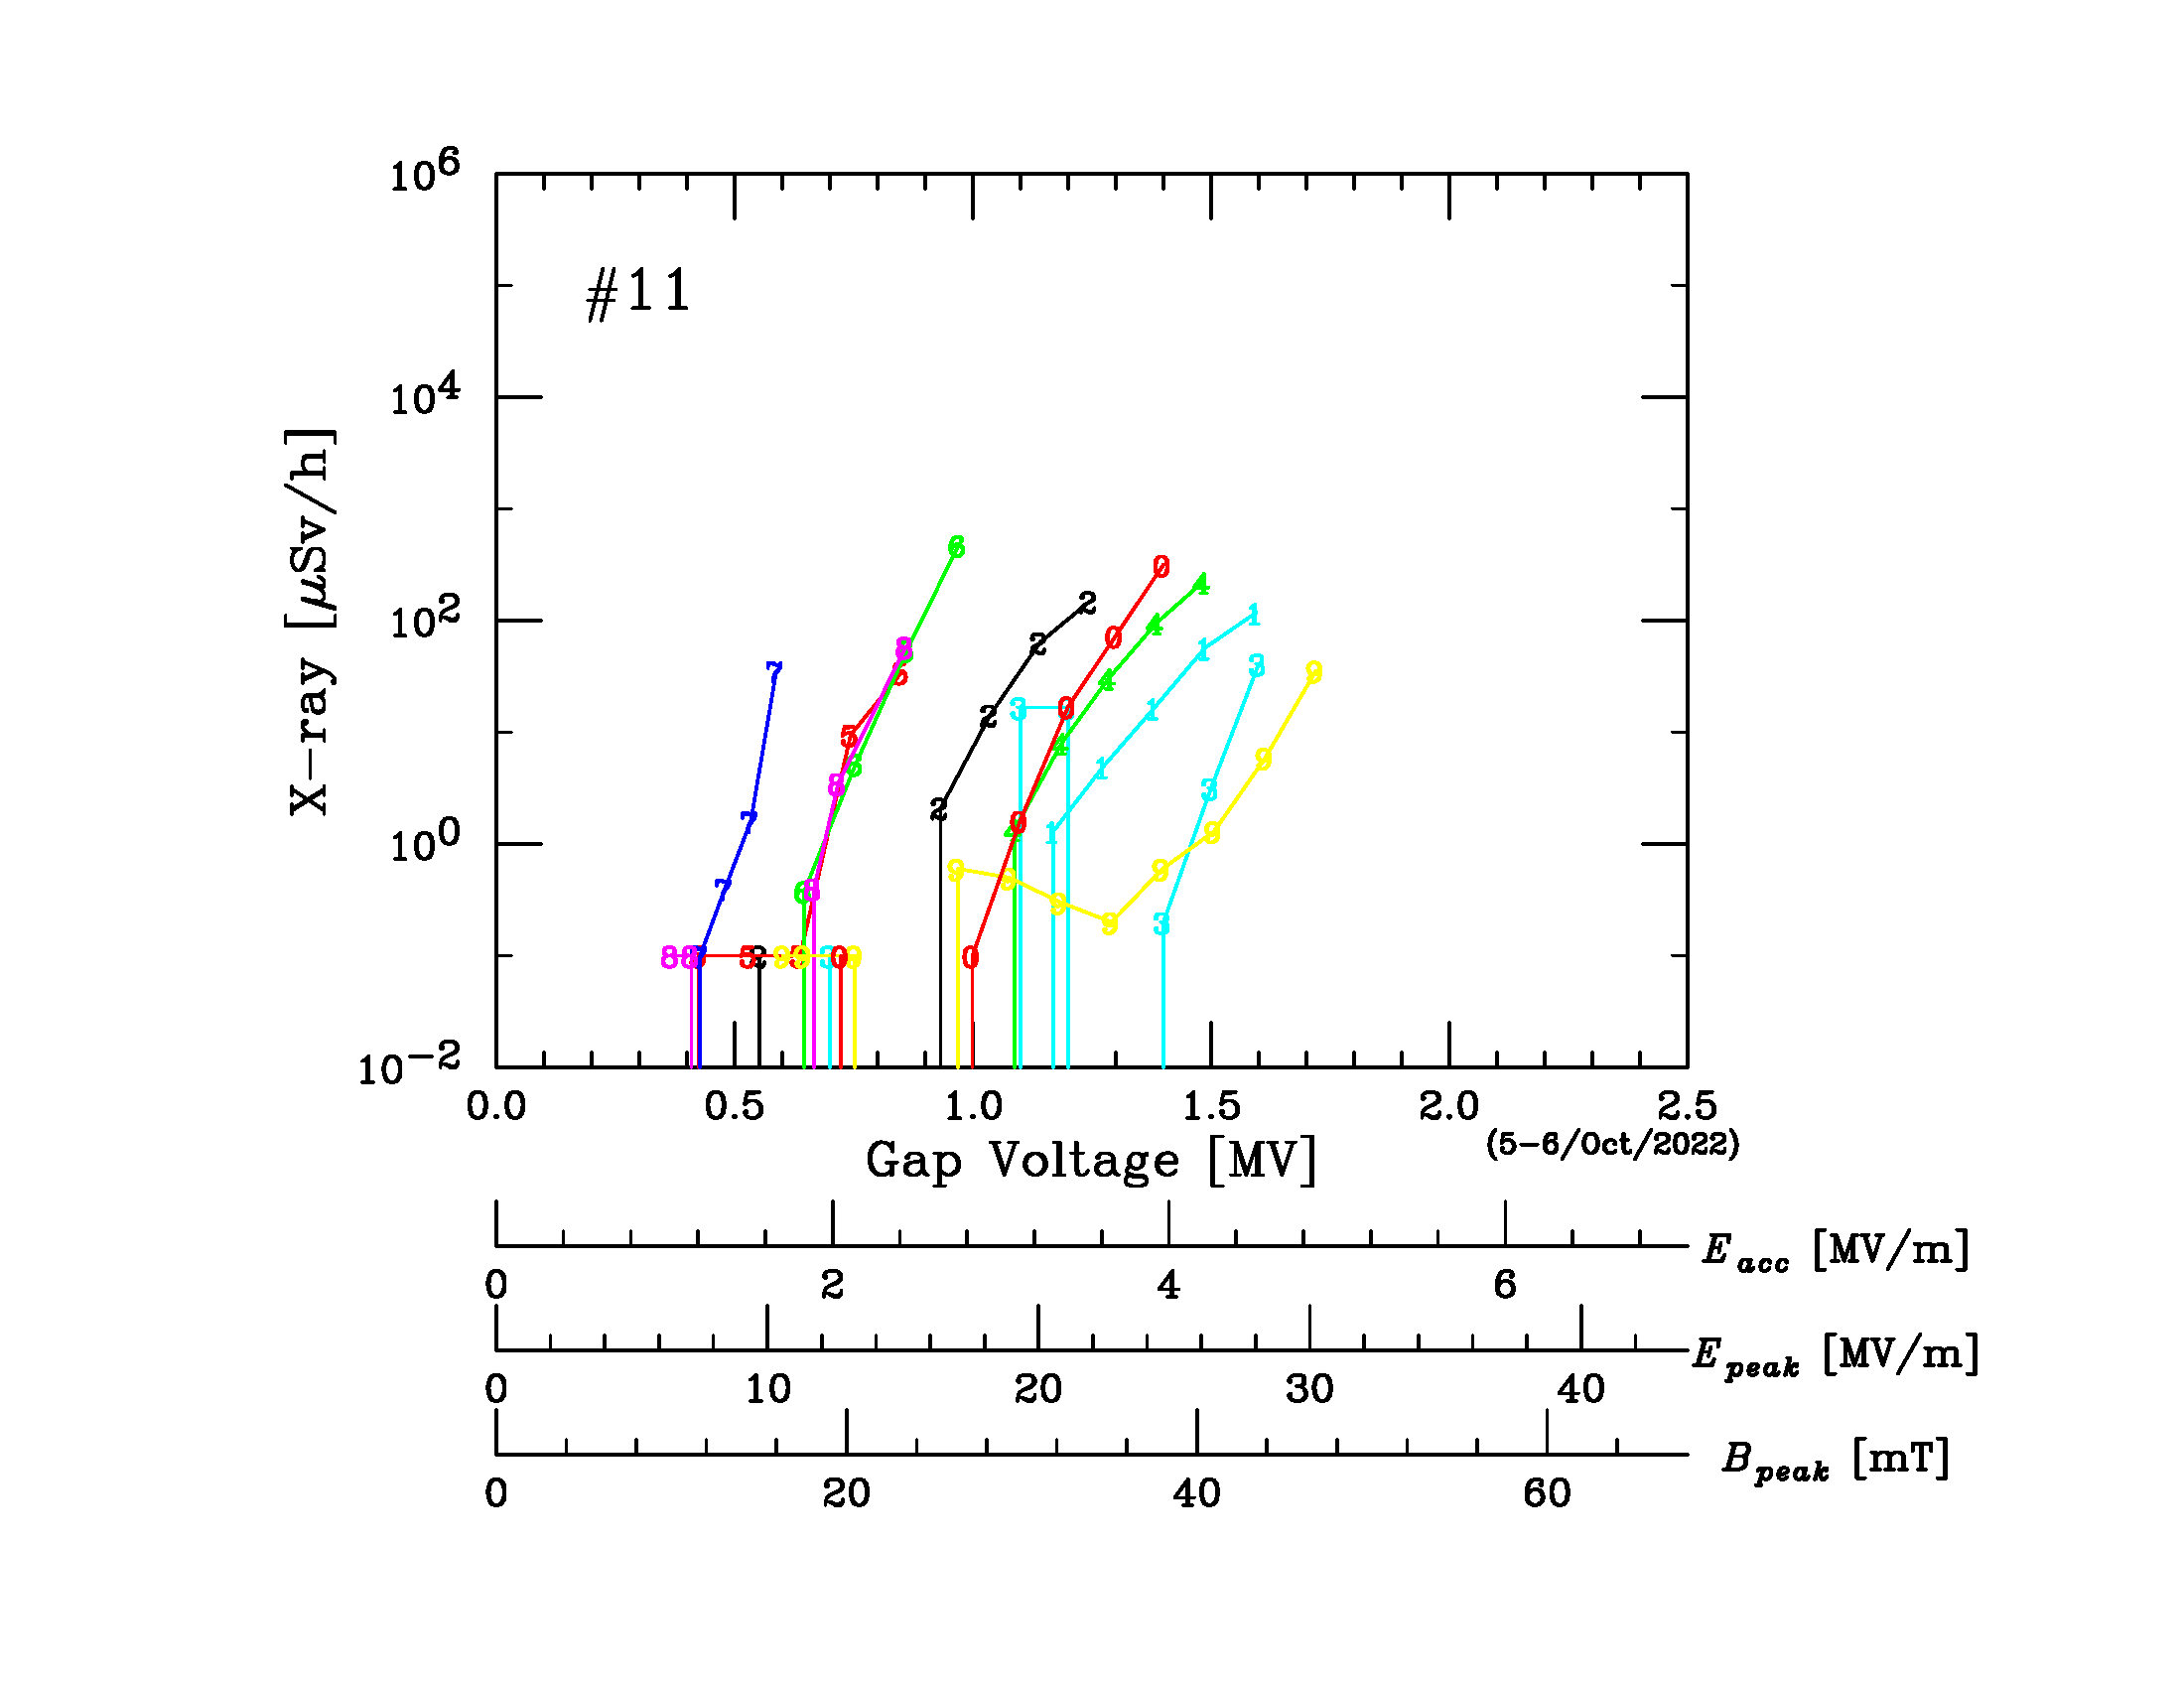 10^6
#11
10^4
X-ray [μSv/h]
10^2
10^0
10^-2
0.0 0.5 1.0 1.5 2.0 2.5
Gap Voltage [MV]
(5-6/Oct/2022)
E_acc [MV/m]
0 2 4 6
E_peak [MV/m]
0 10 20 30 40
B_peak [mT]
0 20 40 60